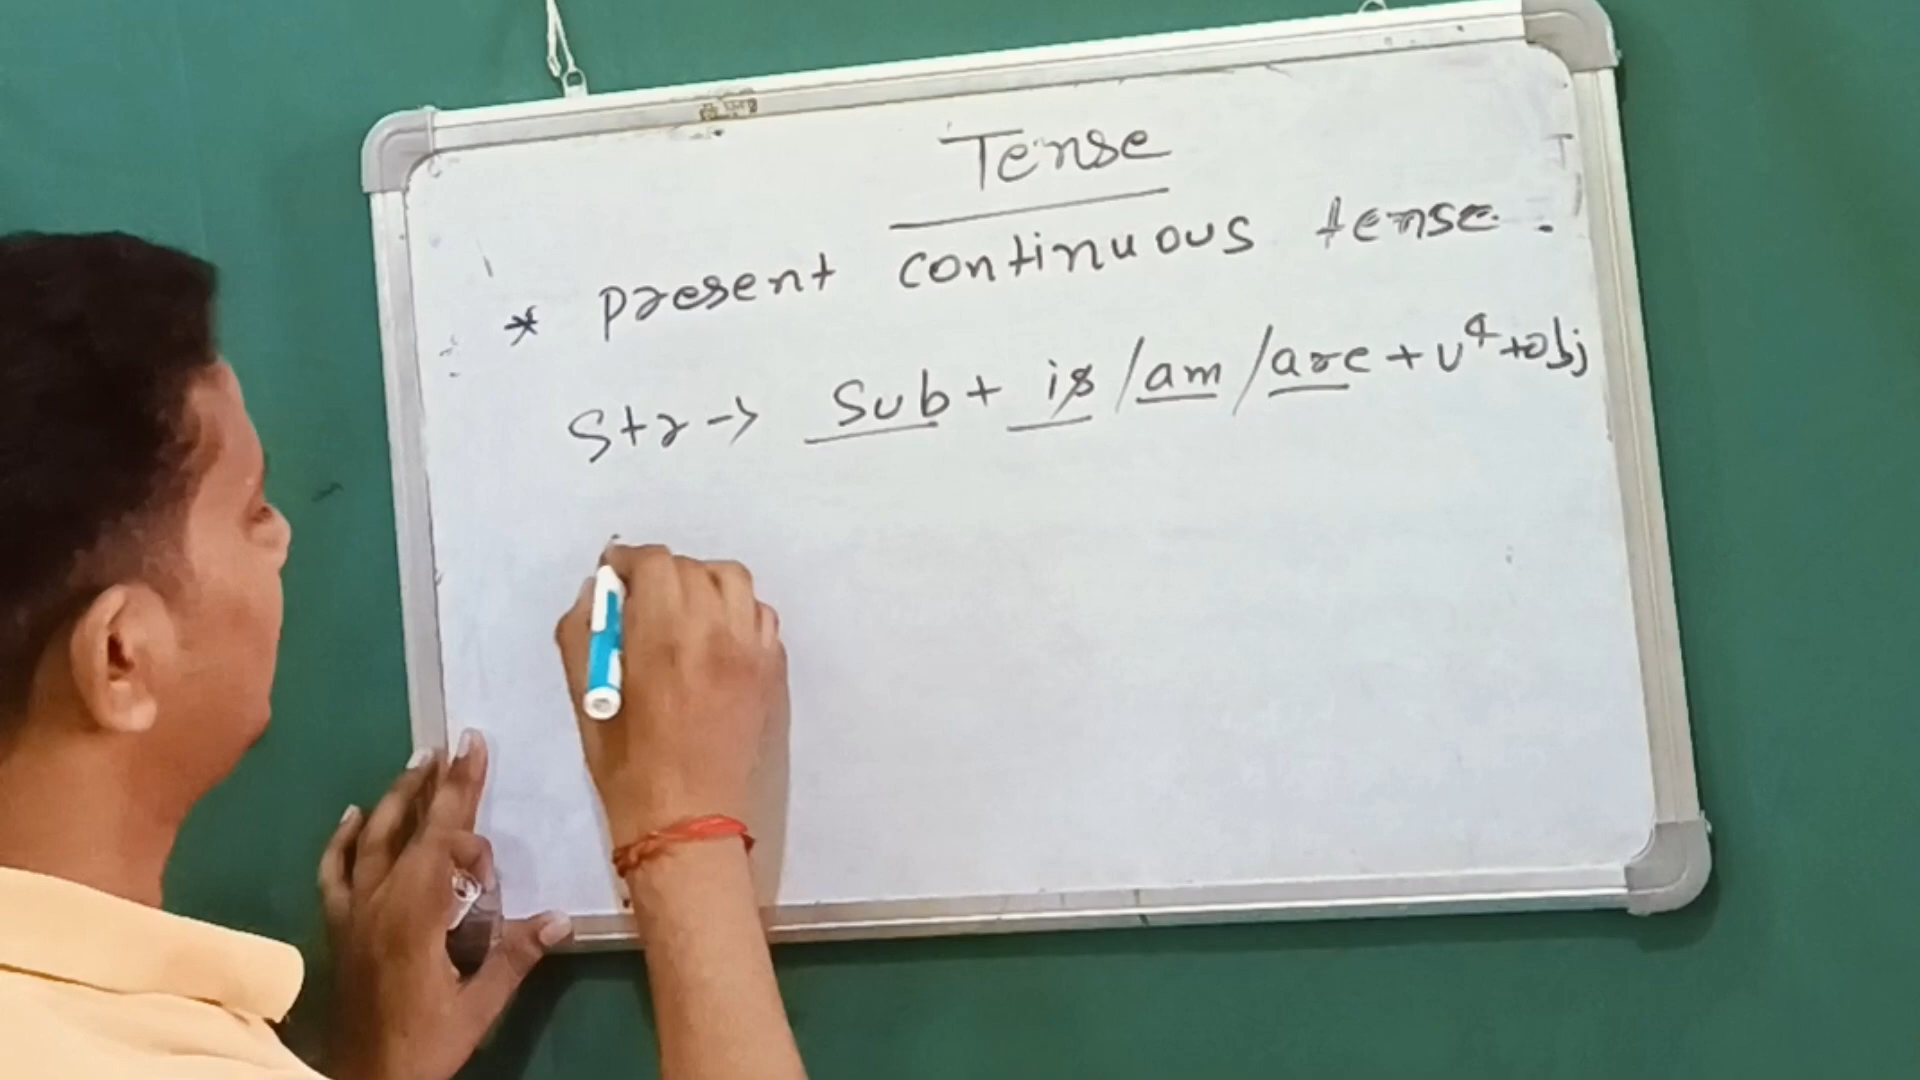 Tense
* present continuous tense.
Str -> Sub + is/am/are + v⁴ + obj